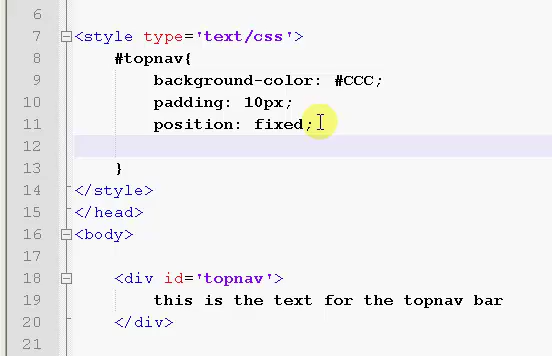 6
7 <style type='text/css'>
8 #topnav{
9 background-color: #CCC;
10 padding: 10px;
11 position: fixed;
12
13 }
14 </style>
15 </head>
16 <body>
17
18 <div id='topnav'>
19 this is the text for the topnav bar
20 </div>
21